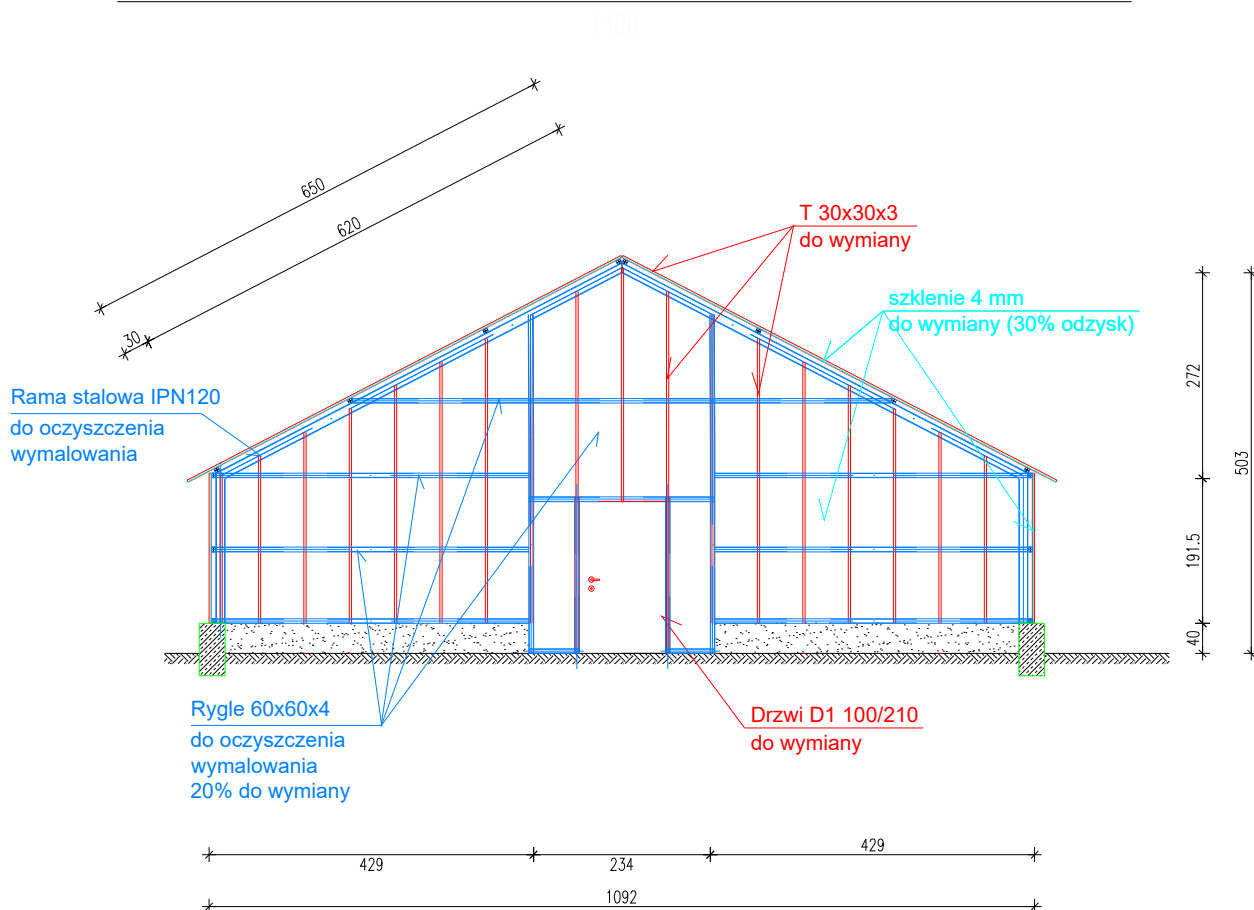 1:100
650
620
30
T 30x30x3
do wymiany
szklenie 4 mm
do wymiany (30% odzysk)
Rama stalowa IPN120
do oczyszczenia
wymalowania
272
503
191.5
40
Rygle 60x60x4
do oczyszczenia
wymalowania
20% do wymiany
Drzwi D1 100/210
do wymiany
429
234
429
1092